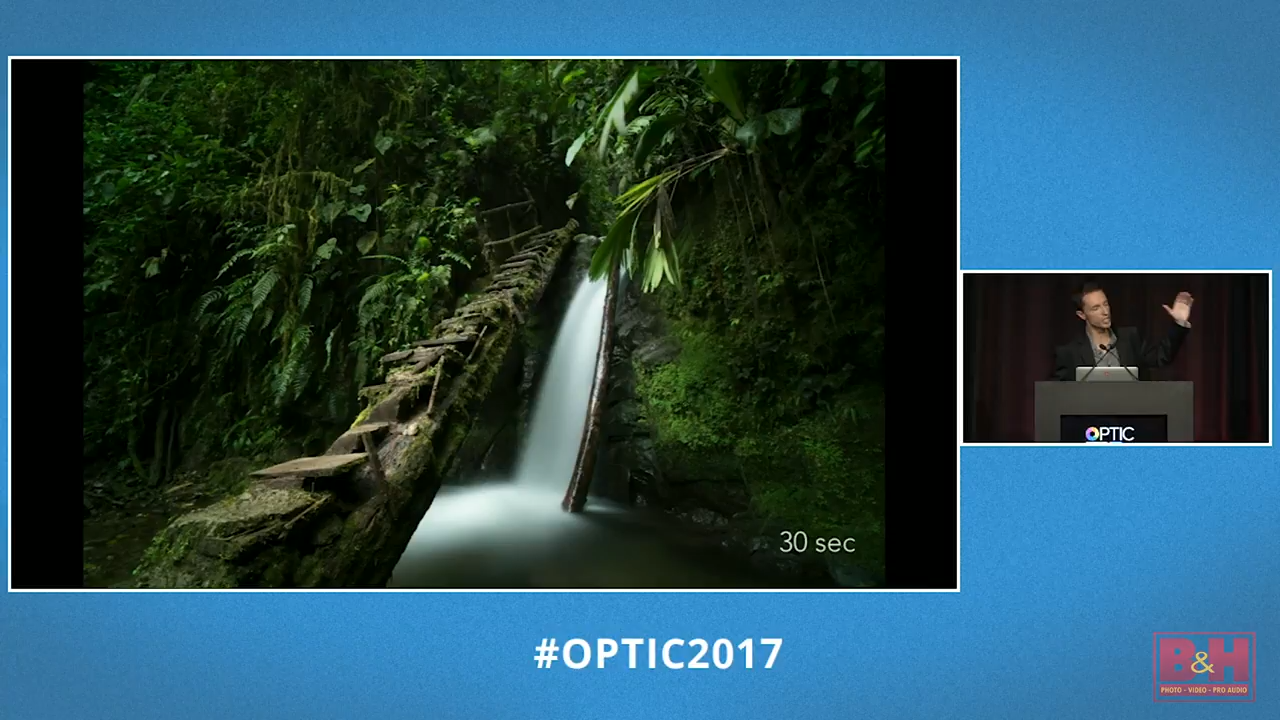 30 sec
OPTIC
#OPTIC2017
B&H
PHOTO - VIDEO - PRO AUDIO